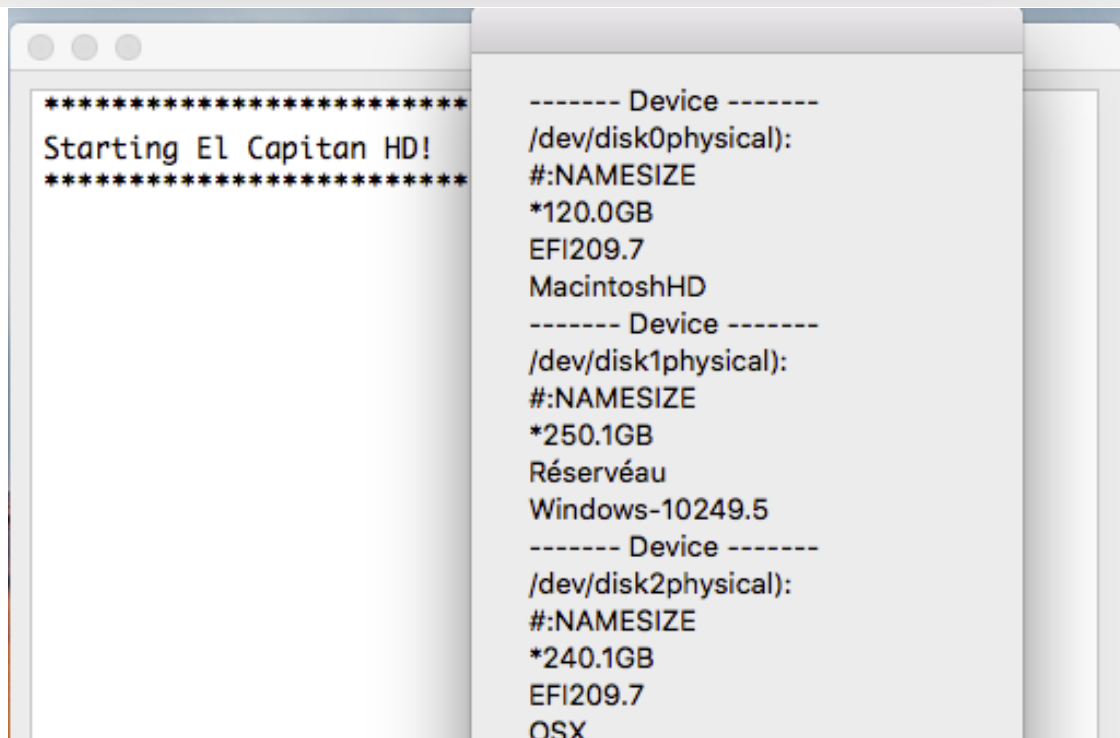 *************************
Starting El Capitan HD!
*************************
------- Device -------
/dev/disk0physical):
#:NAMESIZE
*120.0GB
EFI209.7
MacintoshHD
------- Device -------
/dev/disk1physical):
#:NAMESIZE
*250.1GB
Réservéau
Windows-10249.5
------- Device -------
/dev/disk2physical):
#:NAMESIZE
*240.1GB
EFI209.7
OSX